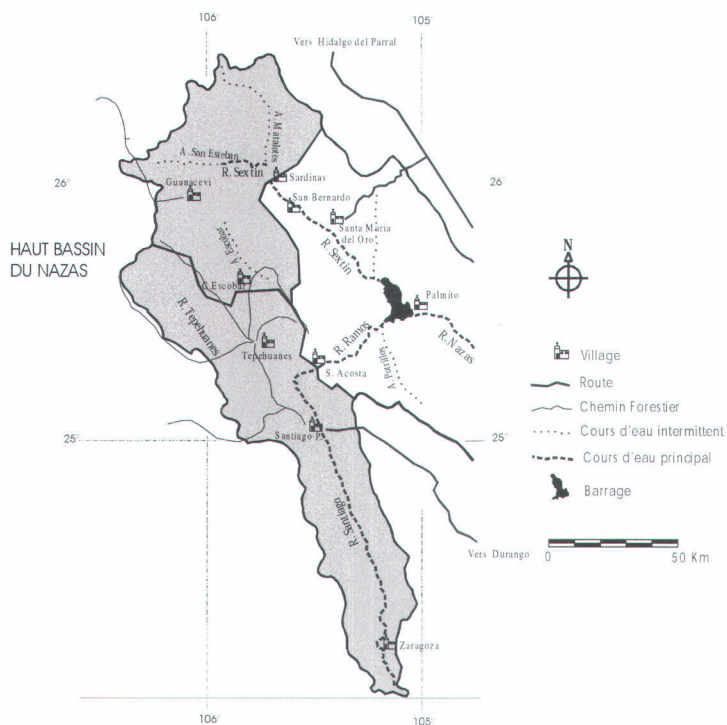 106°
105
Vers Hidalgo del Parral
A. Matalotes
A. San Esteban
R. Sextin
Sardinas
26°
26°
Guanacevi
San Bernardo
Santa Maria
del Oro
A. Escobar
R. Sextin
HAUT BASSIN
DU NAZAS
N
C.Escobar
Palmito
R. Tepehuanes
R. Ramos
R. Nazas
Tepehuanes
S. Acosta
Village
Route
Chemin Forestier
Cours d'eau intermittent
Cours d'eau principal
Barrage
25°
Santiago P.
25°
R. Santiago
0 50 Km
Vers Durango
Zaragoza
106
105